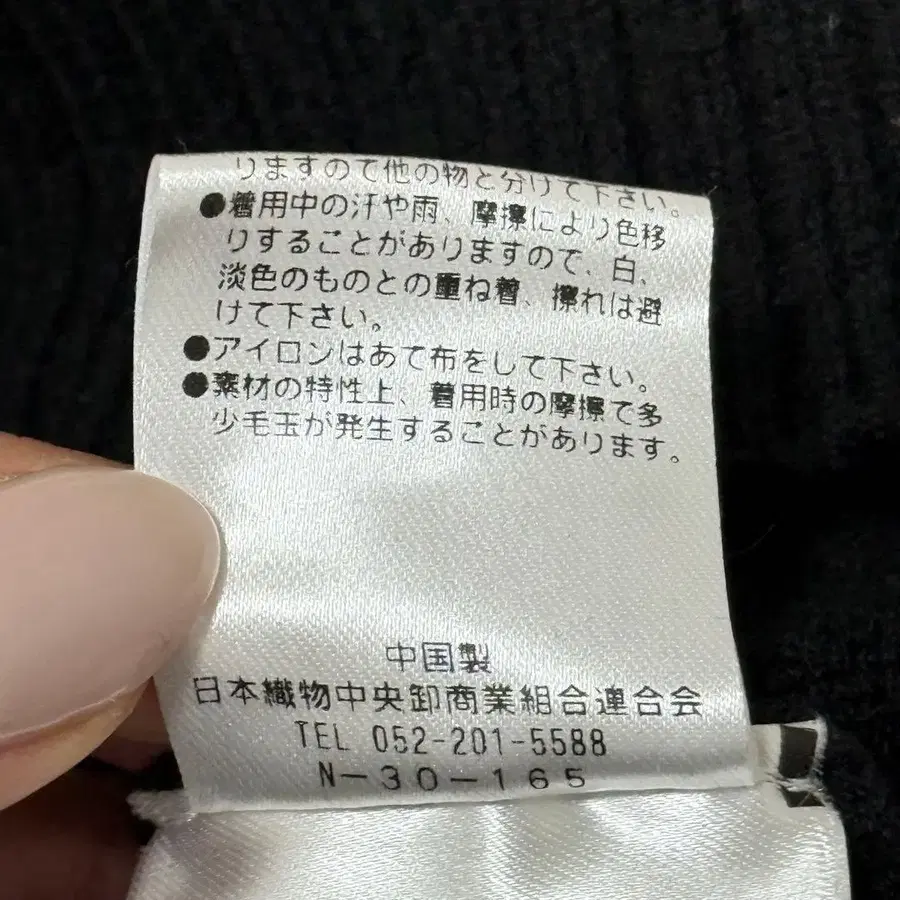 りますので他の物と分けて下さい。
●着用中の汗や雨、摩擦により色移
りすることがありますので、白、
淡色のものとの重ね着、擦れは避
けて下さい。
●アイロンはあて布をして下さい。
●素材の特性上、着用時の摩擦で多
少毛玉が発生することがあります。
中国製
日本織物中央卸商業組合連合会
TEL 052-201-5588
N-30-165